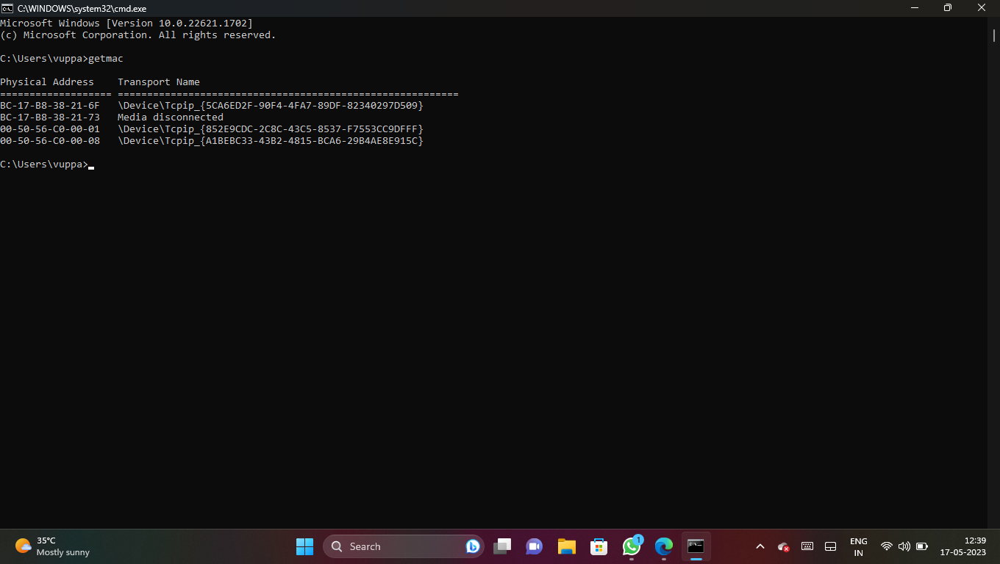 C:\WINDOWS\system32\cmd.exe
Microsoft Windows [Version 10.0.22621.1702]
(c) Microsoft Corporation. All rights reserved.
C:\Users\vuppa>getmac
Physical Address    Transport Name
=================== ==========================================================
BC-17-B8-38-21-6F   \Device\Tcpip_{5CA6ED2F-90F4-4FA7-89DF-82340297D509}
BC-17-B8-38-21-73   Media disconnected
00-50-56-C0-00-01   \Device\Tcpip_{852E9CDC-2C8C-43C5-8537-F7553CC9DFFF}
00-50-56-C0-00-08   \Device\Tcpip_{A1BEBC33-43B2-4815-BCA6-29B4AE8E915C}
C:\Users\vuppa>
35°C
Mostly sunny
Search
1
ENG
IN
12:39
17-05-2023